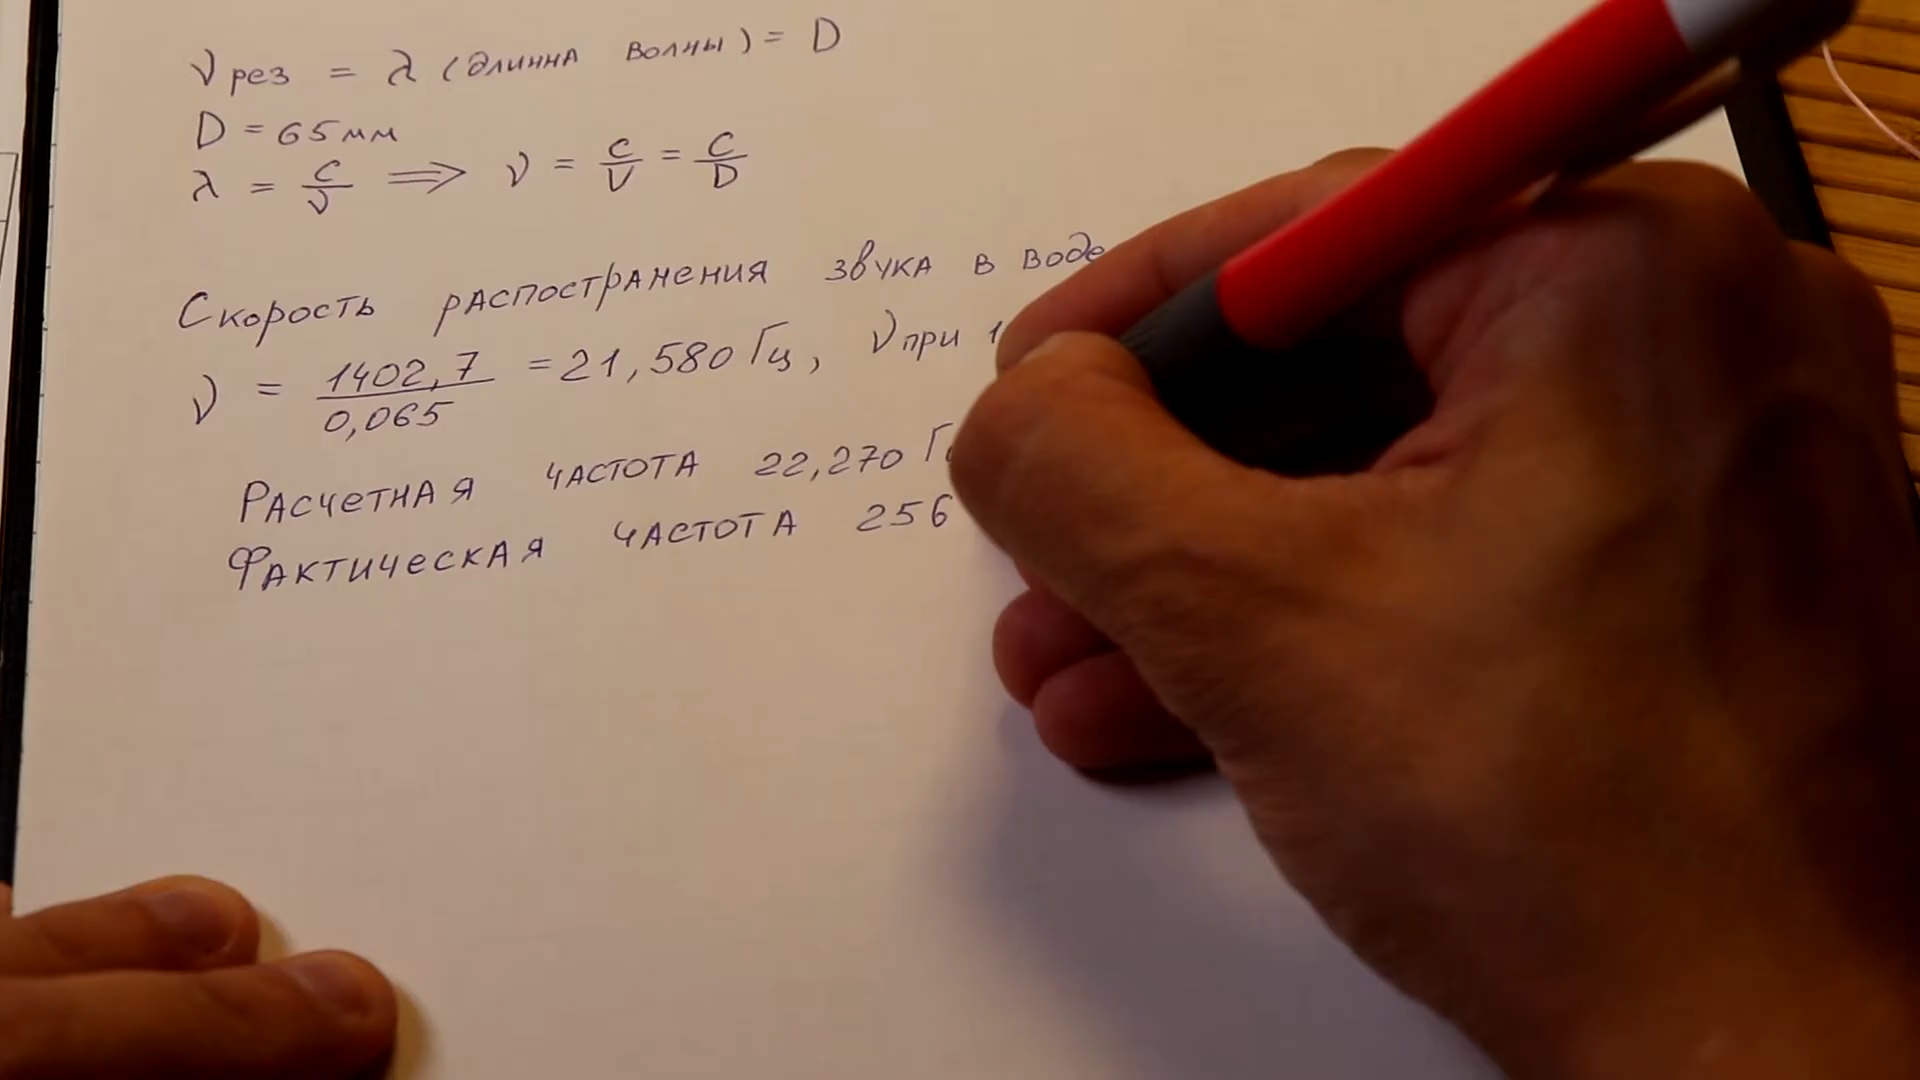 ν рез = λ (длинна волны) = D
D = 65мм
λ = c/ν ⟹ ν = c/ν = c/D
Скорость распостранения звука в воде
ν = 1402,7/0,065 = 21,580 Гц, ν при 1
Расчетная частота 22,270 Г
Фактическая частота 256